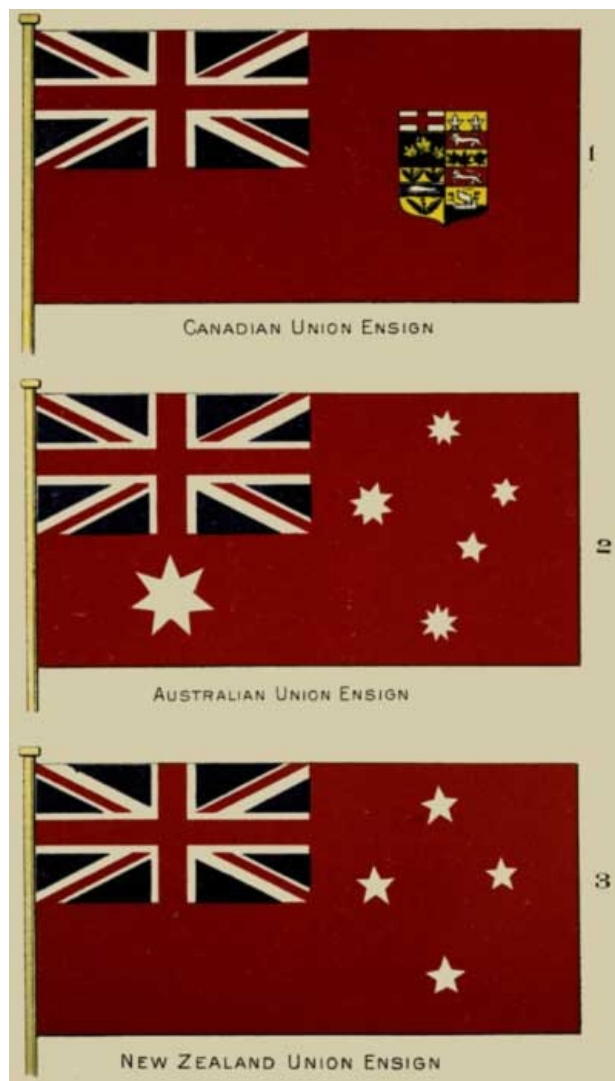 1
CANADIAN UNION ENSIGN
2
AUSTRALIAN UNION ENSIGN
3
NEW ZEALAND UNION ENSIGN